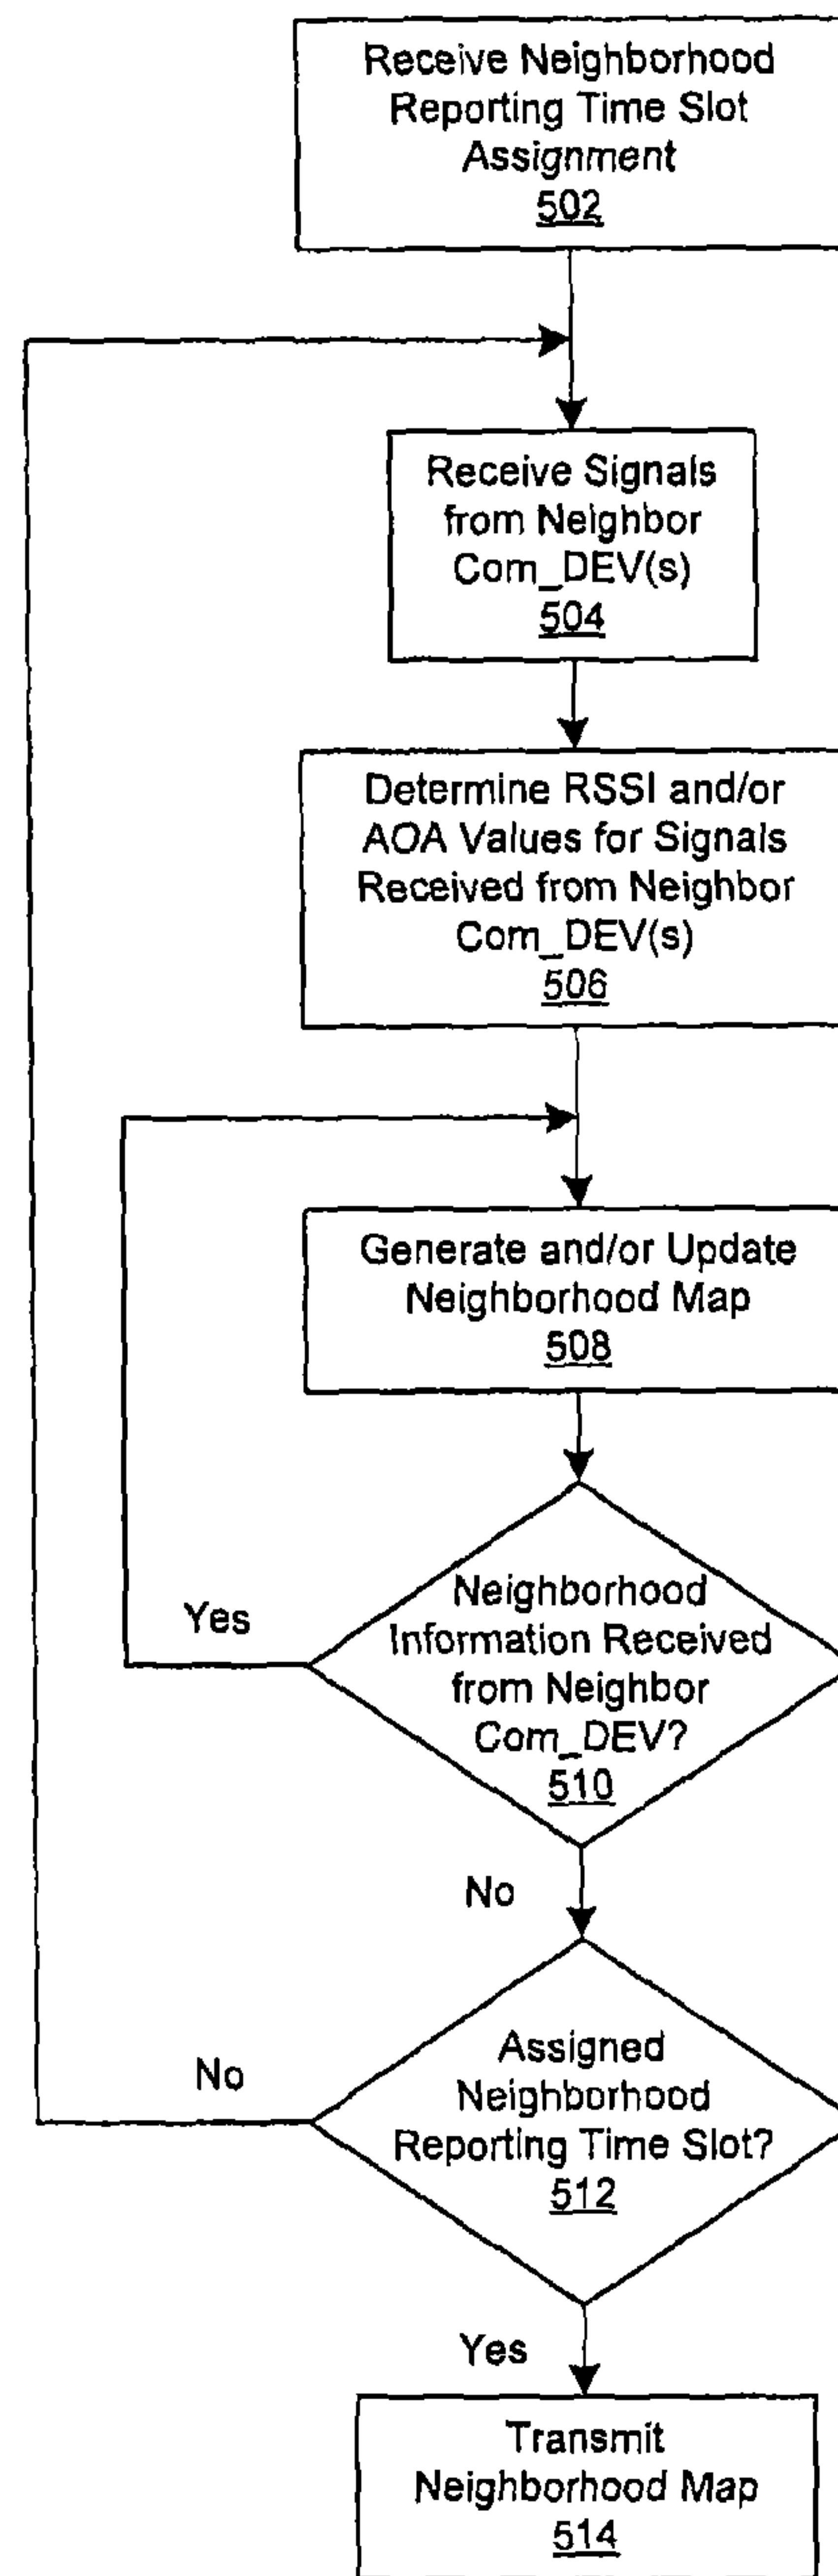 Receive Neighborhood
Reporting Time Slot
Assignment
502
Receive Signals
from Neighbor
Com_DEV(s)
504
Determine RSSI and/or
AOA Values for Signals
Received from Neighbor
Com_DEV(s)
506
Generate and/or Update
Neighborhood Map
508
Neighborhood
Information Received
from Neighbor
Com_DEV?
510
Yes
No
Assigned
Neighborhood
Reporting Time Slot?
512
No
Yes
Transmit
Neighborhood Map
514